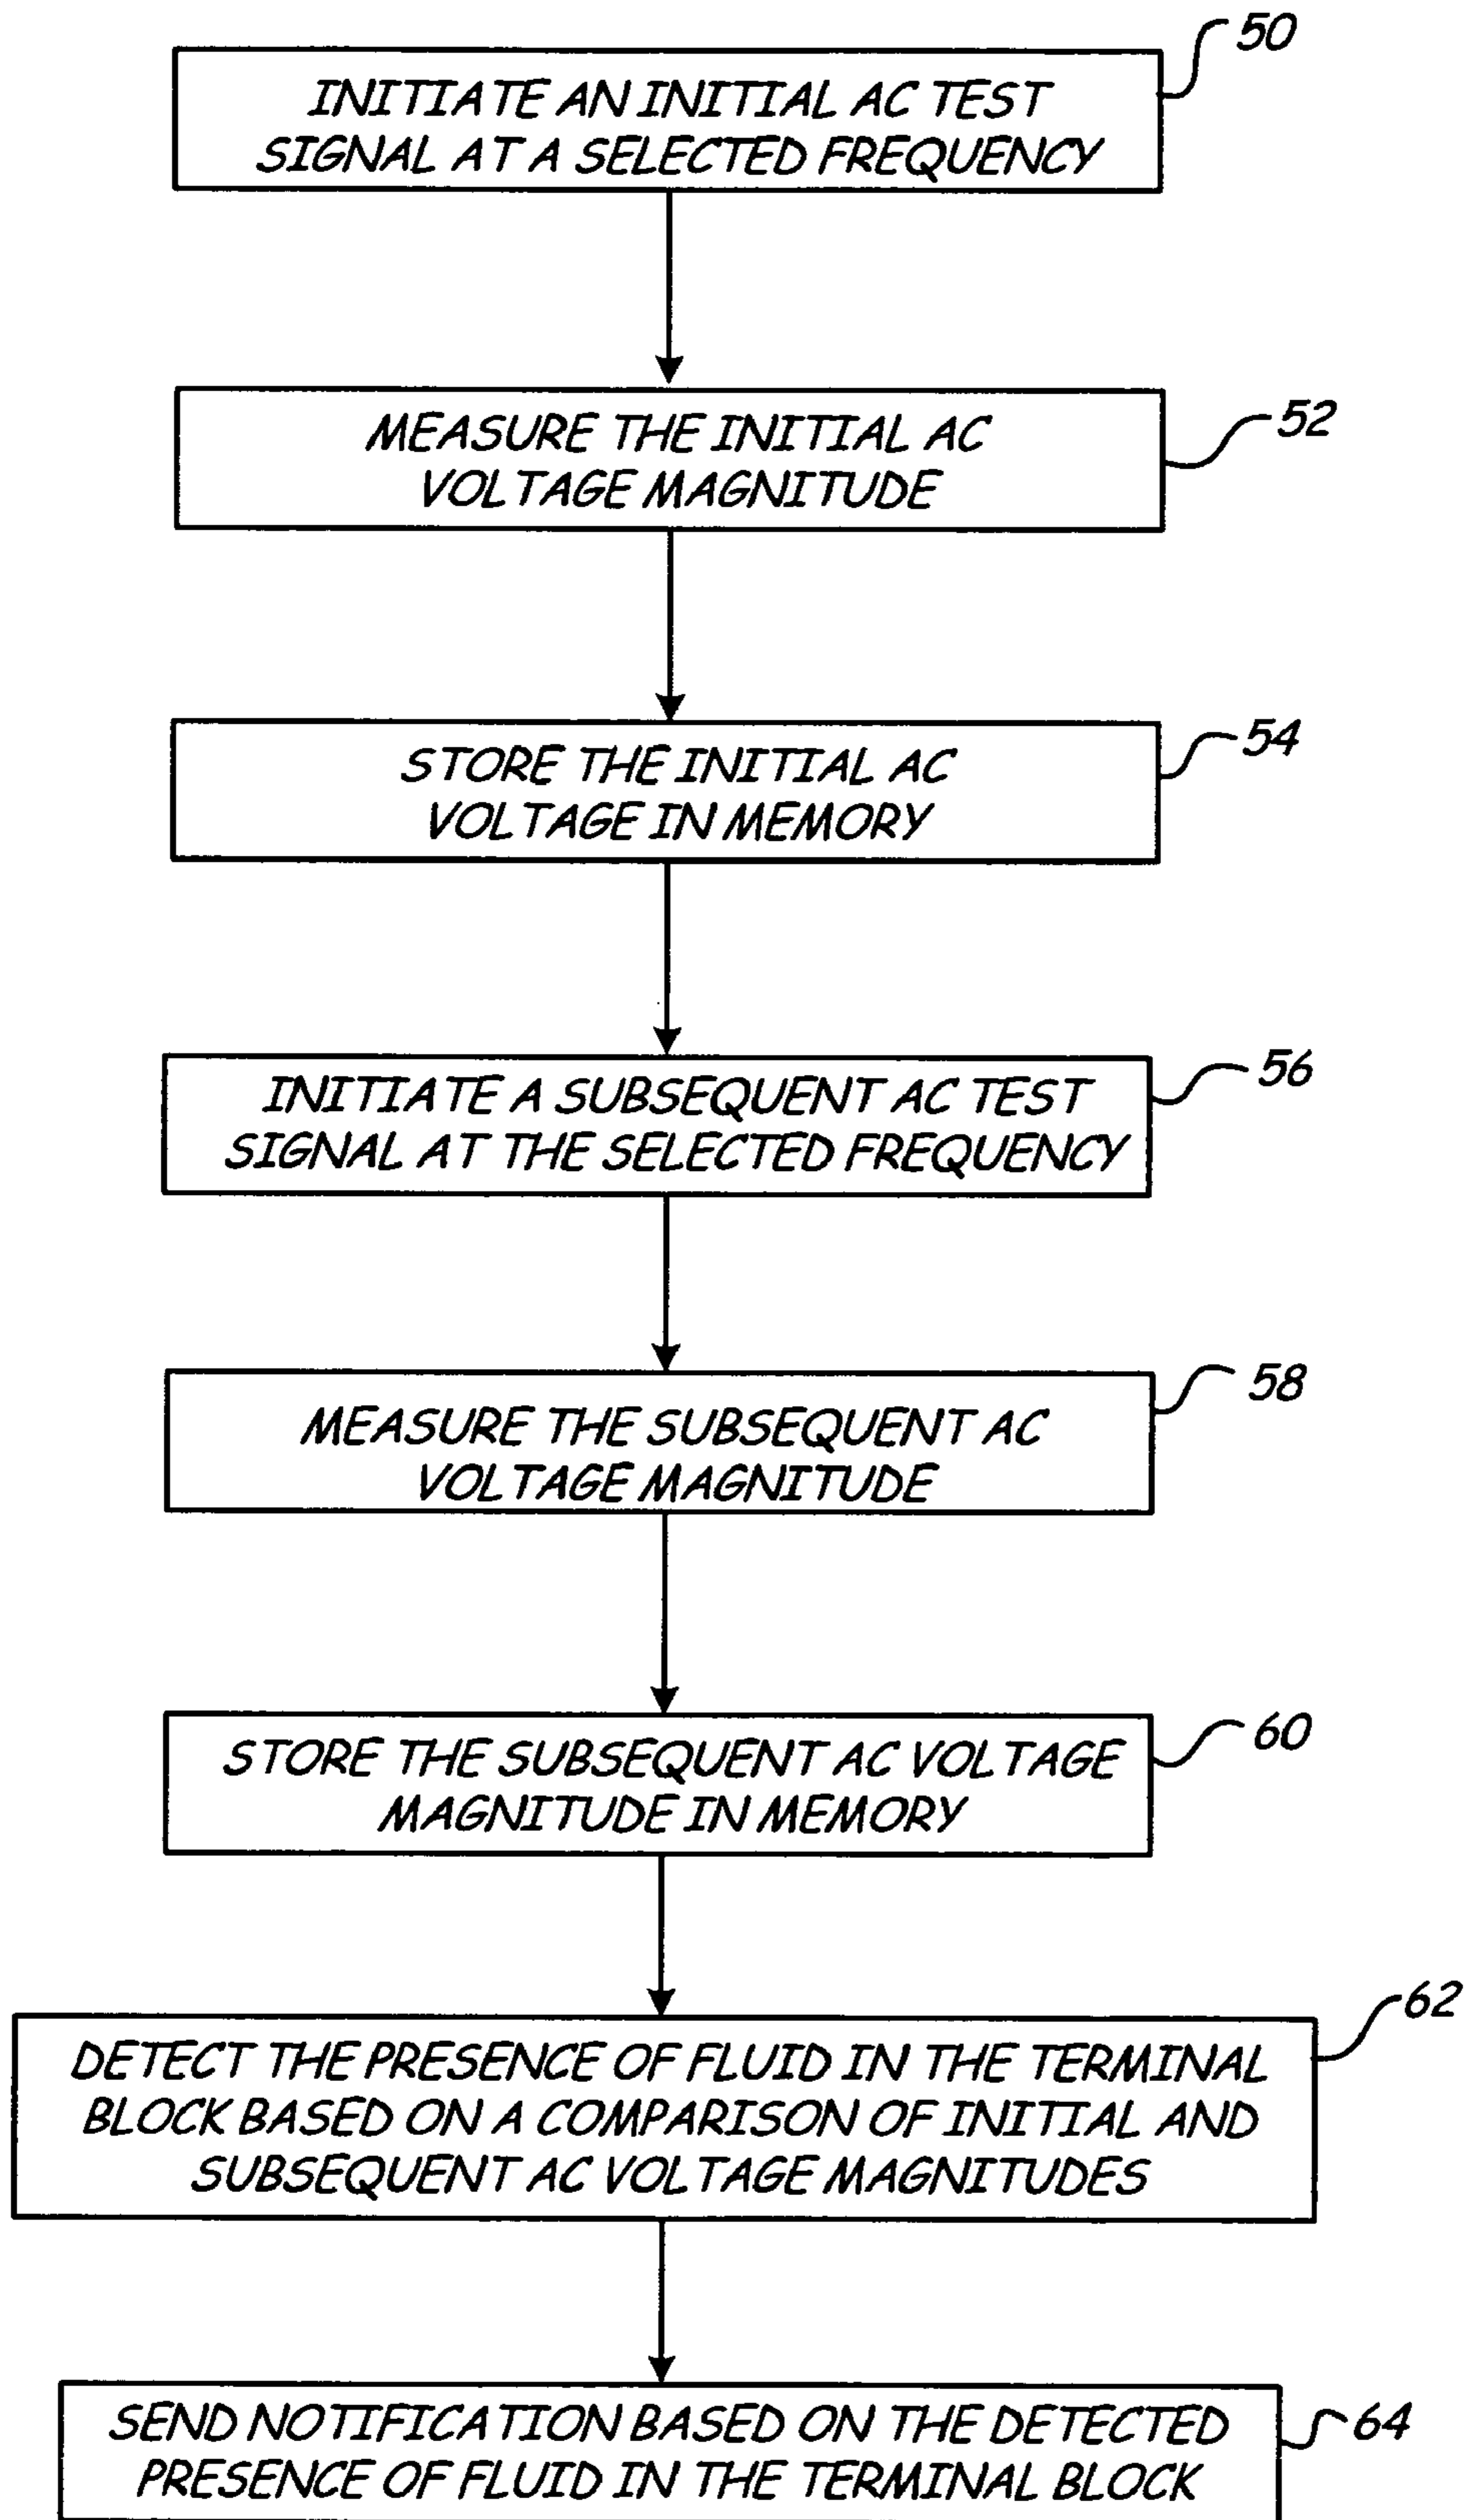 50
INITIATE AN INITIAL AC TEST
SIGNAL AT A SELECTED FREQUENCY
52
MEASURE THE INITIAL AC
VOLTAGE MAGNITUDE
54
STORE THE INITIAL AC
VOLTAGE IN MEMORY
56
INITIATE A SUBSEQUENT AC TEST
SIGNAL AT THE SELECTED FREQUENCY
58
MEASURE THE SUBSEQUENT AC
VOLTAGE MAGNITUDE
60
STORE THE SUBSEQUENT AC VOLTAGE
MAGNITUDE IN MEMORY
62
DETECT THE PRESENCE OF FLUID IN THE TERMINAL
BLOCK BASED ON A COMPARISON OF INITIAL AND
SUBSEQUENT AC VOLTAGE MAGNITUDES
64
SEND NOTIFICATION BASED ON THE DETECTED
PRESENCE OF FLUID IN THE TERMINAL BLOCK